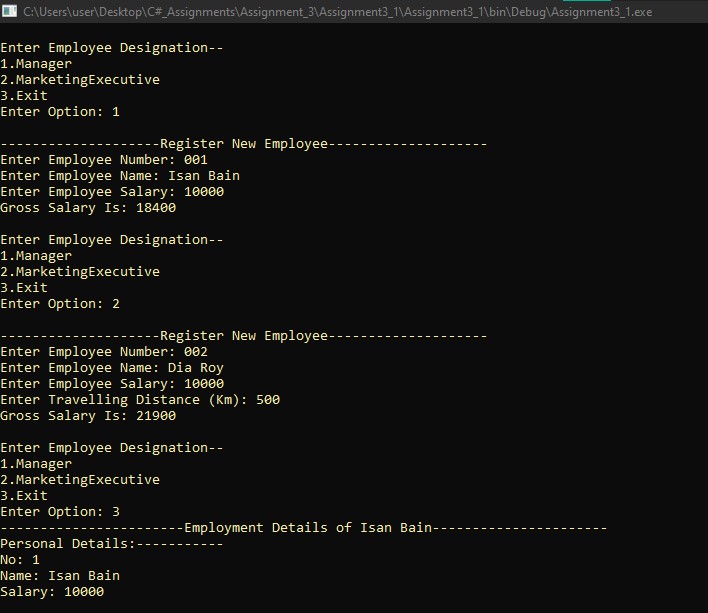 C:\Users\user\Desktop\C#_Assignments\Assignment_3\Assignment3_1\Assignment3_1\bin\Debug\Assignment3_1.exe
Enter Employee Designation--
1.Manager
2.MarketingExecutive
3.Exit
Enter Option: 1
--------------------Register New Employee--------------------
Enter Employee Number: 001
Enter Employee Name: Isan Bain
Enter Employee Salary: 10000
Gross Salary Is: 18400
Enter Employee Designation--
1.Manager
2.MarketingExecutive
3.Exit
Enter Option: 2
--------------------Register New Employee--------------------
Enter Employee Number: 002
Enter Employee Name: Dia Roy
Enter Employee Salary: 10000
Enter Travelling Distance (Km): 500
Gross Salary Is: 21900
Enter Employee Designation--
1.Manager
2.MarketingExecutive
3.Exit
Enter Option: 3
-----------------------Employment Details of Isan Bain----------------------
Personal Details:-----------
No: 1
Name: Isan Bain
Salary: 10000